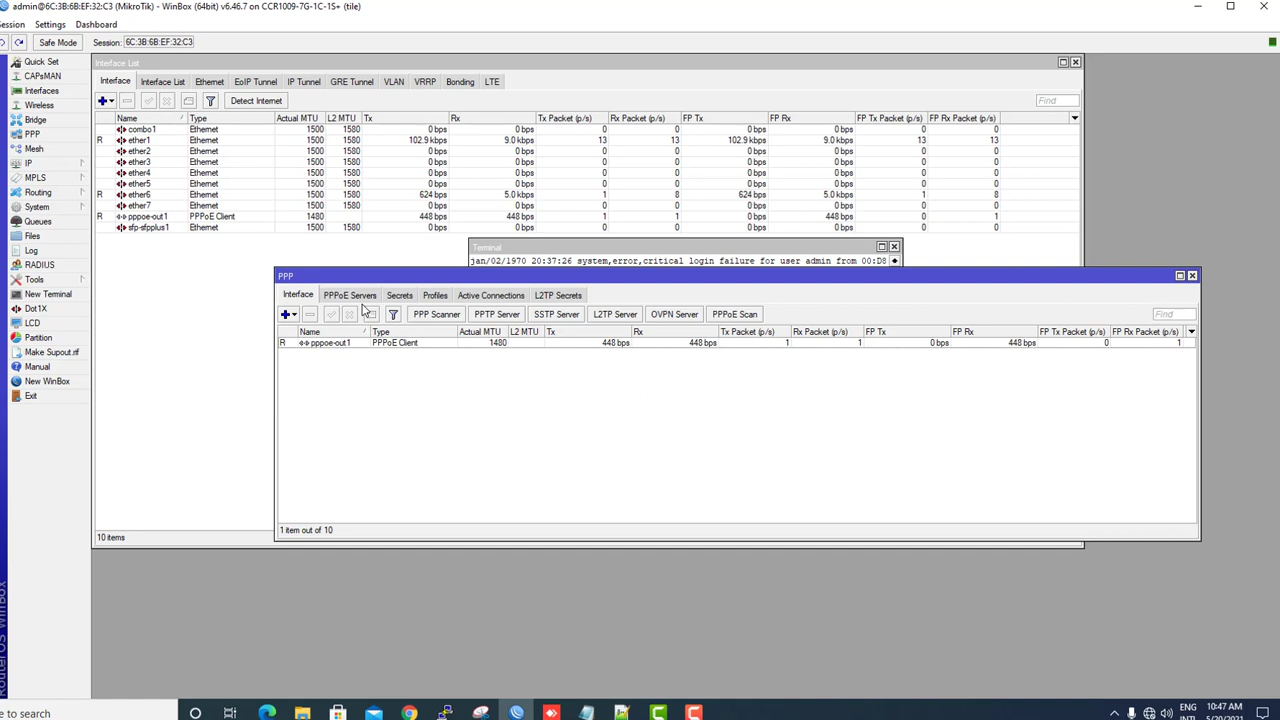 admin@6C:3B:6B:EF:32:C3 (MikroTik) - WinBox (64bit) v6.46.7 on CCR1009-7G-1C-1S+ (tile)
Session Settings Dashboard
Safe Mode Session: 6C:3B:6B:EF:32:C3
Quick Set
CAPsMAN
Interfaces
Wireless
Bridge
PPP
Mesh
IP
MPLS
Routing
System
Queues
Files
Log
RADIUS
Tools
New Terminal
Dot1X
LCD
Partition
Make Supout.rif
Manual
New WinBox
Exit
RouterOS WinBox
Interface List
Interface Interface List Ethernet EoIP Tunnel IP Tunnel GRE Tunnel VLAN VRRP Bonding LTE
Detect Internet Find
Name Type Actual MTU L2 MTU Tx Rx Tx Packet (p/s) Rx Packet (p/s) FP Tx FP Rx FP Tx Packet (p/s) FP Rx Packet (p/s)
combo1 Ethernet 1500 1580 0 bps 0 bps 0 0 0 bps 0 bps 0 0
R ether1 Ethernet 1500 1580 102.9 kbps 9.0 kbps 13 13 102.9 kbps 9.0 kbps 13 13
ether2 Ethernet 1500 1580 0 bps 0 bps 0 0 0 bps 0 bps 0 0
ether3 Ethernet 1500 1580 0 bps 0 bps 0 0 0 bps 0 bps 0 0
ether4 Ethernet 1500 1580 0 bps 0 bps 0 0 0 bps 0 bps 0 0
ether5 Ethernet 1500 1580 0 bps 0 bps 0 0 0 bps 0 bps 0 0
R ether6 Ethernet 1500 1580 624 bps 5.0 kbps 1 8 624 bps 5.0 kbps 1 8
ether7 Ethernet 1500 1580 0 bps 0 bps 0 0 0 bps 0 bps 0 0
R pppoe-out1 PPPoE Client 1480 448 bps 448 bps 1 1 0 bps 448 bps 0 1
sfp-sfpplus1 Ethernet 1500 1580 0 bps 0 bps 0 0 0 bps 0 bps 0 0
10 items
Terminal
jan/02/1970 20:37:26 system,error,critical login failure for user admin from 00:D8
PPP
Interface PPPoE Servers Secrets Profiles Active Connections L2TP Secrets
PPP Scanner PPTP Server SSTP Server L2TP Server OVPN Server PPPoE Scan Find
Name Type Actual MTU L2 MTU Tx Rx Tx Packet (p/s) Rx Packet (p/s) FP Tx FP Rx FP Tx Packet (p/s) FP Rx Packet (p/s)
R pppoe-out1 PPPoE Client 1480 448 bps 448 bps 1 1 0 bps 448 bps 0 1
1 item out of 10
e to search
ENG
INTL
10:47 AM